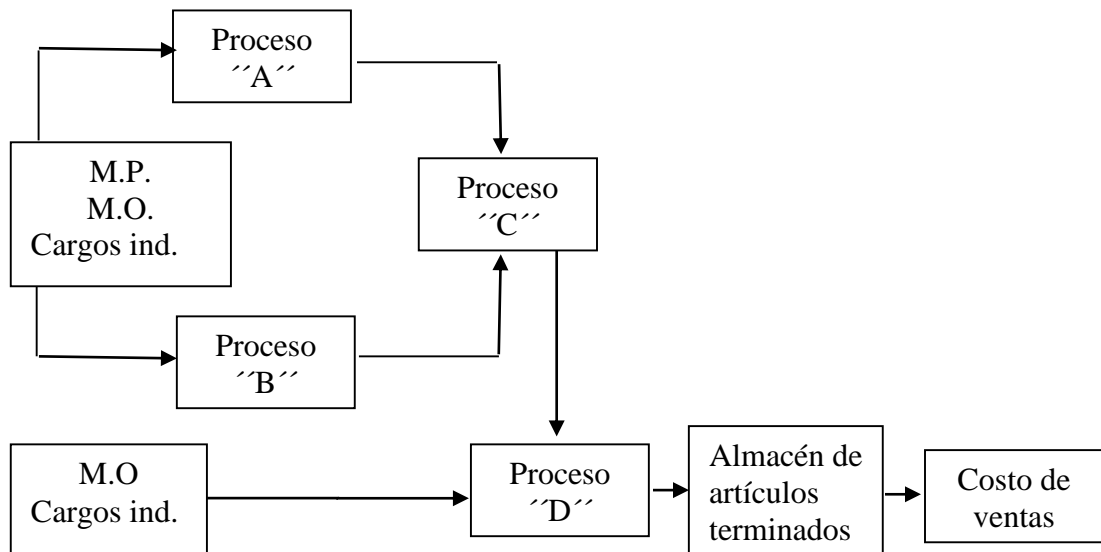 Proceso
´´A´´
M.P.
M.O.
Cargos ind.
Proceso
´´C´´
Proceso
´´B´´
M.O
Cargos ind.
Proceso
´´D´´
Almacén de
artículos
terminados
Costo de
ventas